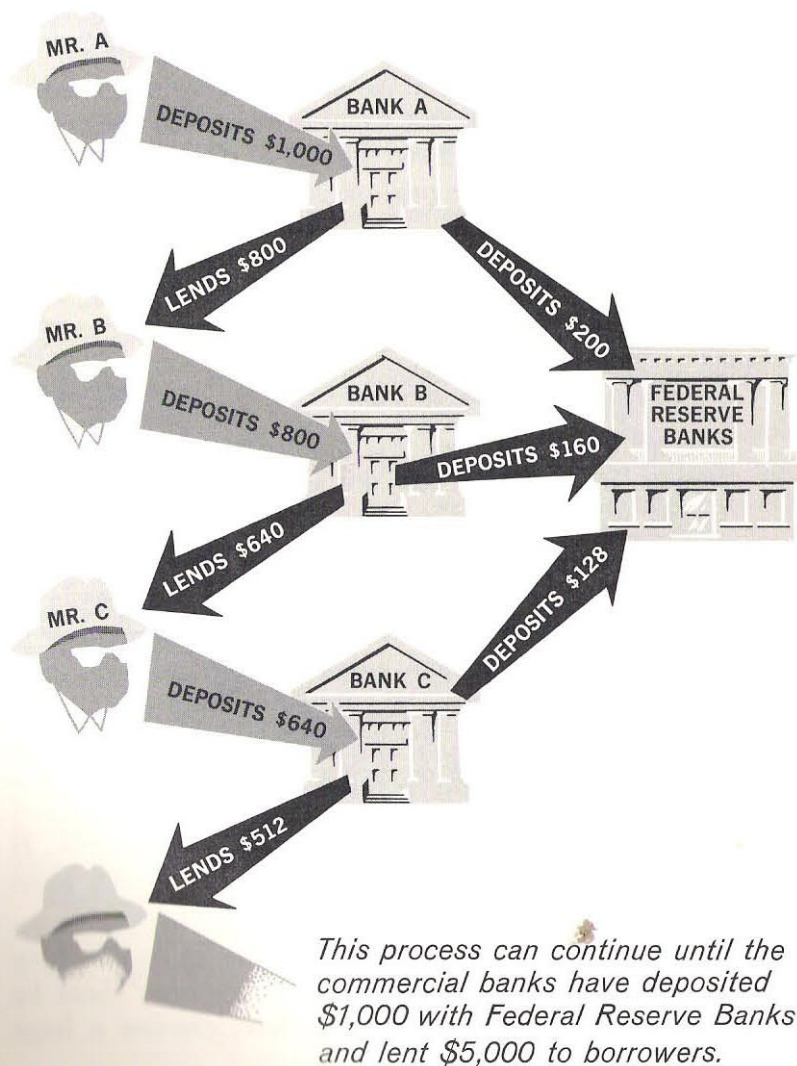 MR. A
DEPOSITS $1,000
BANK A
LENDS $800
DEPOSITS $200
MR. B
DEPOSITS $800
BANK B
DEPOSITS $160
FEDERAL
RESERVE
BANKS
LENDS $640
MR. C
DEPOSITS $640
BANK C
DEPOSITS $128
LENDS $512
This process can continue until the
commercial banks have deposited
$1,000 with Federal Reserve Banks
and lent $5,000 to borrowers.